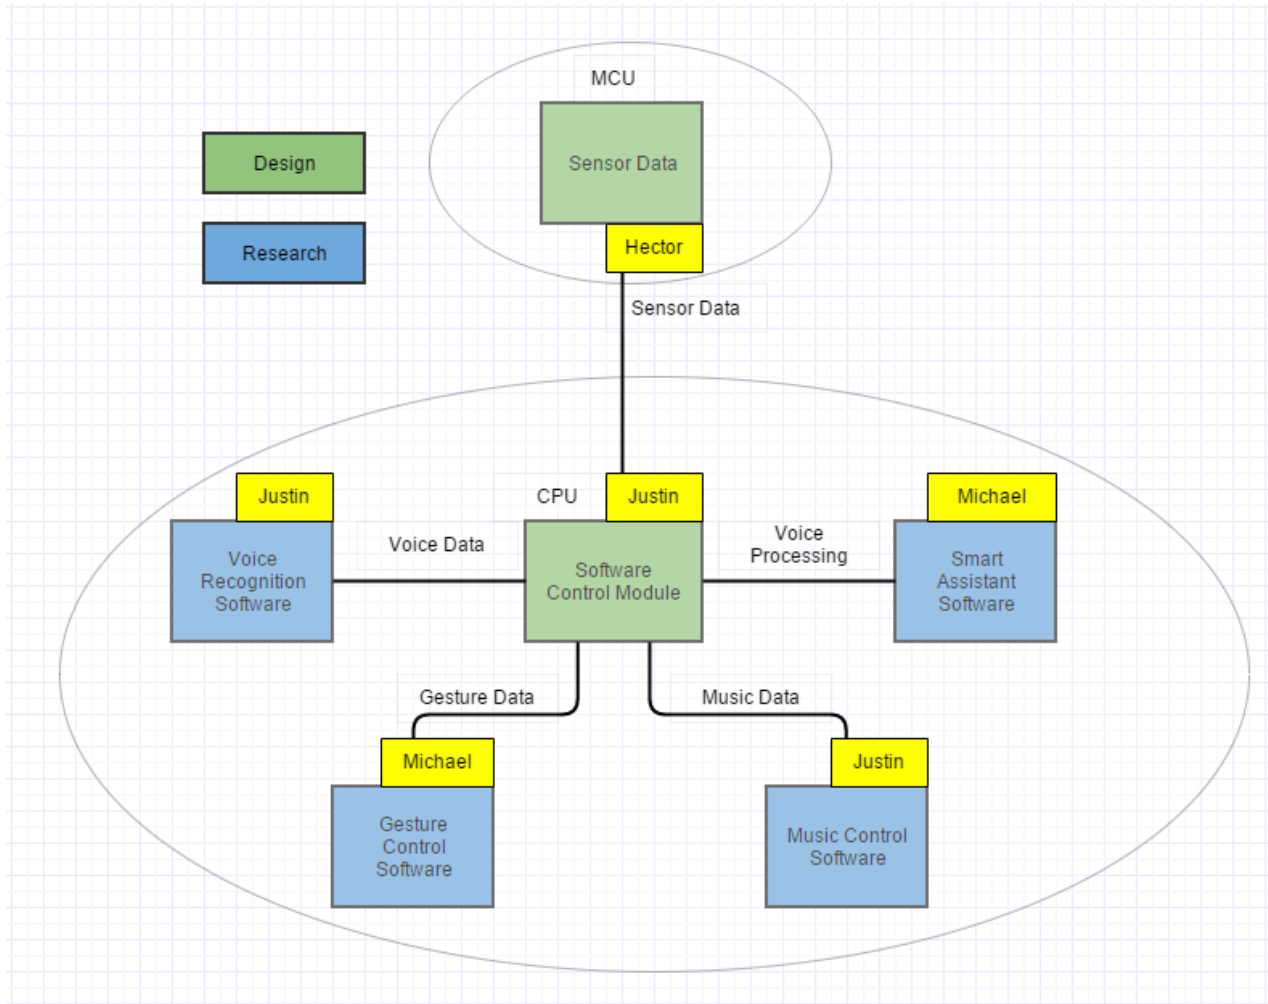 MCU
Design
Sensor Data
Research
Hector
Sensor Data
Justin
CPU
Justin
Michael
Voice
Recognition
Software
Voice Data
Software
Control Module
Voice
Processing
Smart
Assistant
Software
Gesture Data
Music Data
Michael
Justin
Gesture
Control
Software
Music Control
Software